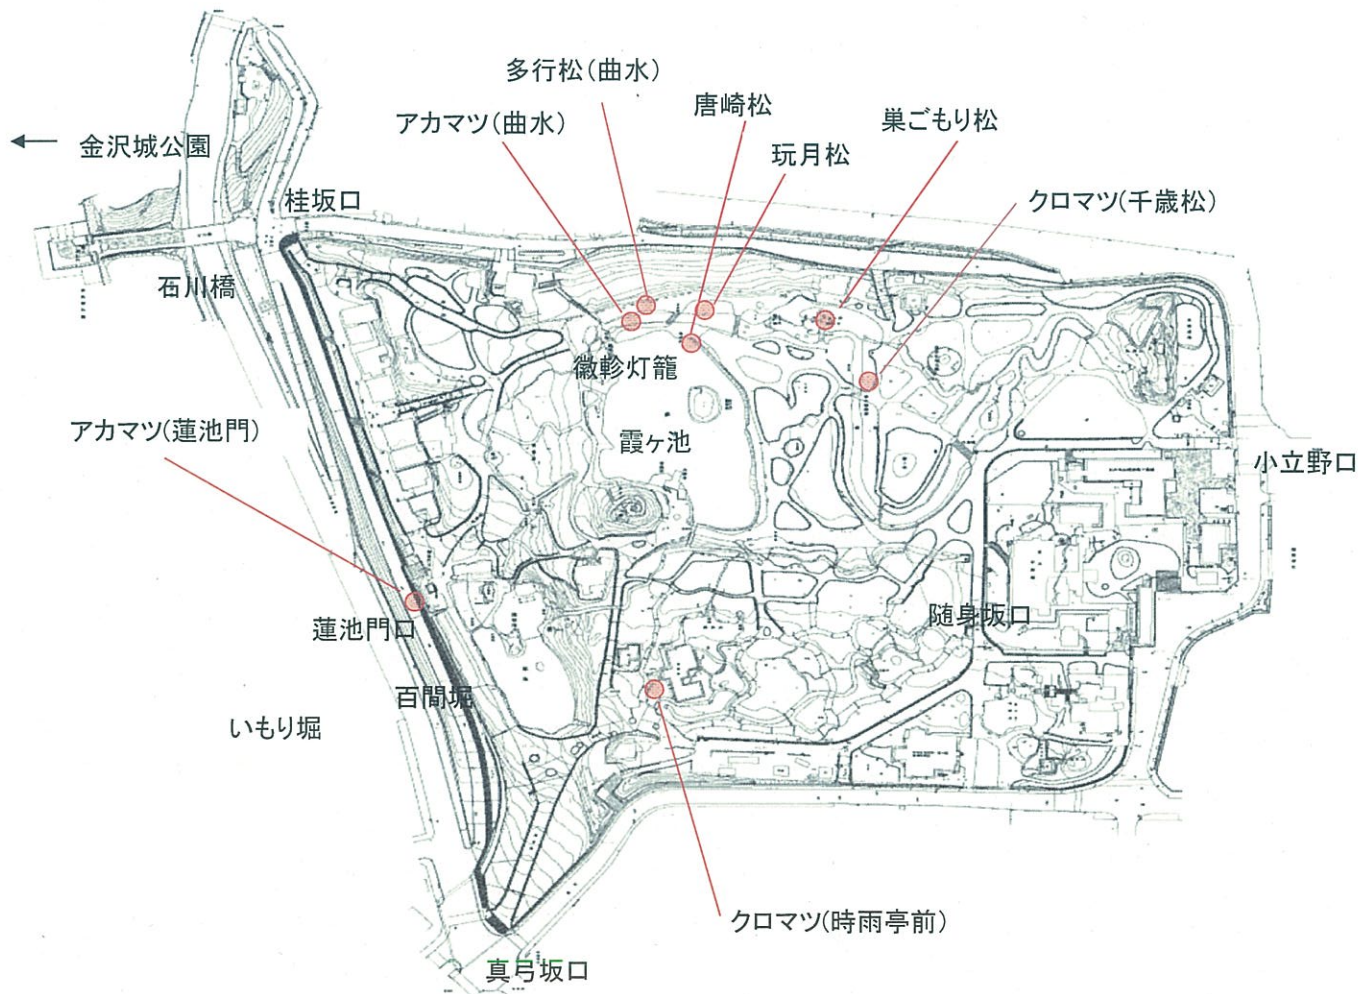 多行松(曲水)
唐崎松
アカマツ(曲水)
巣ごもり松
玩月松
金沢城公園
桂坂口
クロマツ(千歳松)
石川橋
徽軫灯籠
アカマツ(蓮池門)
霞ヶ池
小立野口
随身坂口
蓮池門口
百間堀
いもり堀
クロマツ(時雨亭前)
真弓坂口